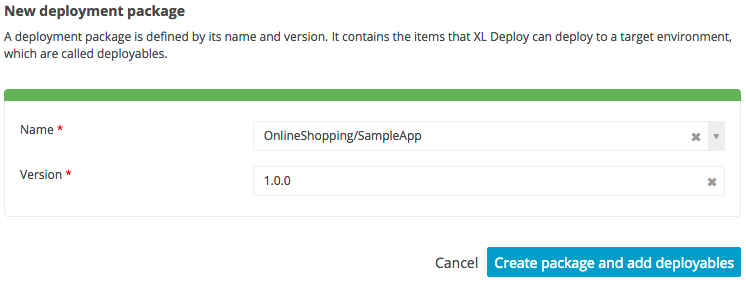 New deployment package
A deployment package is defined by its name and version. It contains the items that XL Deploy can deploy to a target environment,
which are called deployables.
Name *
OnlineShopping/SampleApp
Version *
1.0.0
Cancel
Create package and add deployables